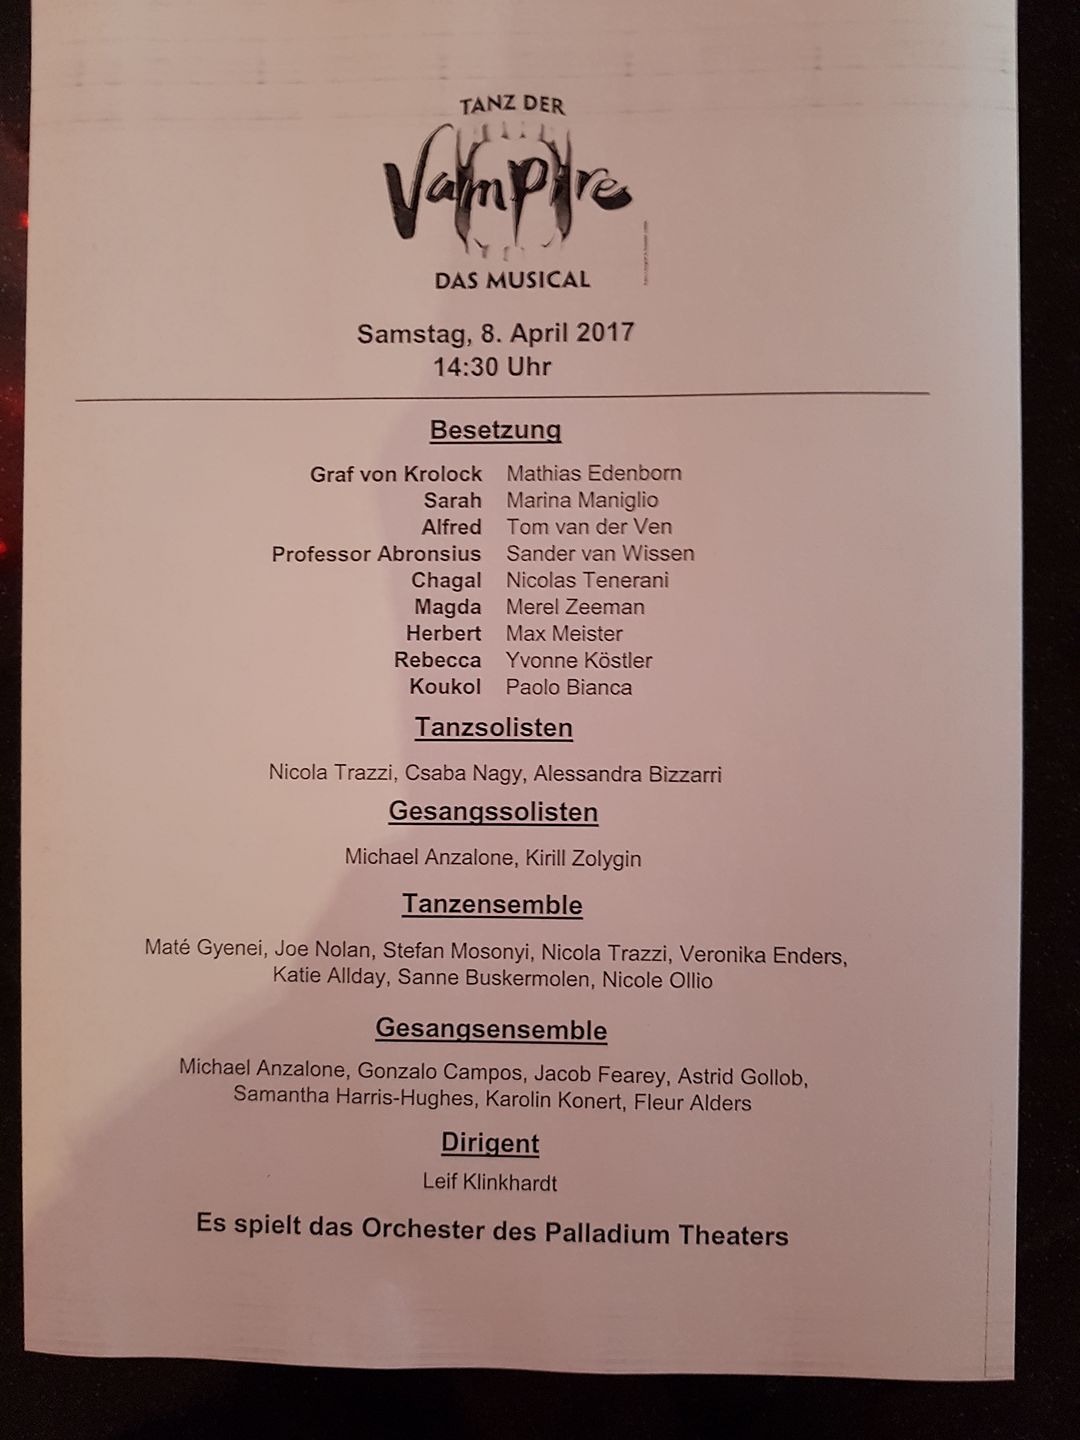 TANZ DER
Vampire
DAS MUSICAL
Samstag, 8. April 2017
14:30 Uhr
Besetzung
Graf von Krolock Mathias Edenborn
Sarah Marina Maniglio
Alfred Tom van der Ven
Professor Abronsius Sander van Wissen
Chagal Nicolas Tenerani
Magda Merel Zeeman
Herbert Max Meister
Rebecca Yvonne Köstler
Koukol Paolo Bianca
Tanzsolisten
Nicola Trazzi, Csaba Nagy, Alessandra Bizzarri
Gesangssolisten
Michael Anzalone, Kirill Zolygin
Tanzensemble
Maté Gyenei, Joe Nolan, Stefan Mosonyi, Nicola Trazzi, Veronika Enders,
Katie Allday, Sanne Buskermolen, Nicole Ollio
Gesangsensemble
Michael Anzalone, Gonzalo Campos, Jacob Fearey, Astrid Gollob,
Samantha Harris-Hughes, Karolin Konert, Fleur Alders
Dirigent
Leif Klinkhardt
Es spielt das Orchester des Palladium Theaters